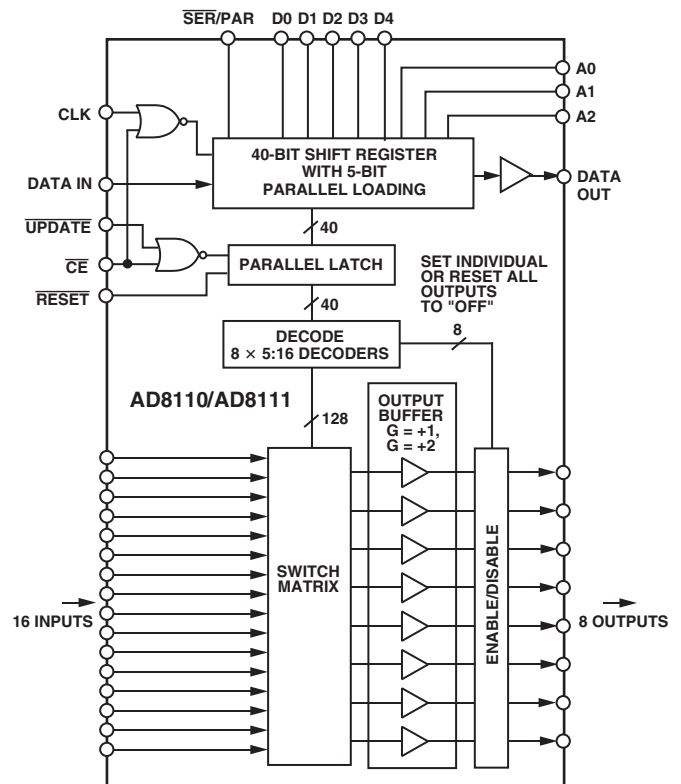 SER/PAR D0 D1 D2 D3 D4
A0
A1
A2
CLK
40-BIT SHIFT REGISTER
WITH 5-BIT
PARALLEL LOADING
DATA IN
DATA
OUT
UPDATE
40
CE
PARALLEL LATCH
SET INDIVIDUAL
OR RESET ALL
OUTPUTS
TO "OFF"
RESET
40
DECODE
8 × 5:16 DECODERS
8
AD8110/AD8111
128
OUTPUT
BUFFER
G = +1,
G = +2
SWITCH
MATRIX
ENABLE/DISABLE
16 INPUTS
8 OUTPUTS